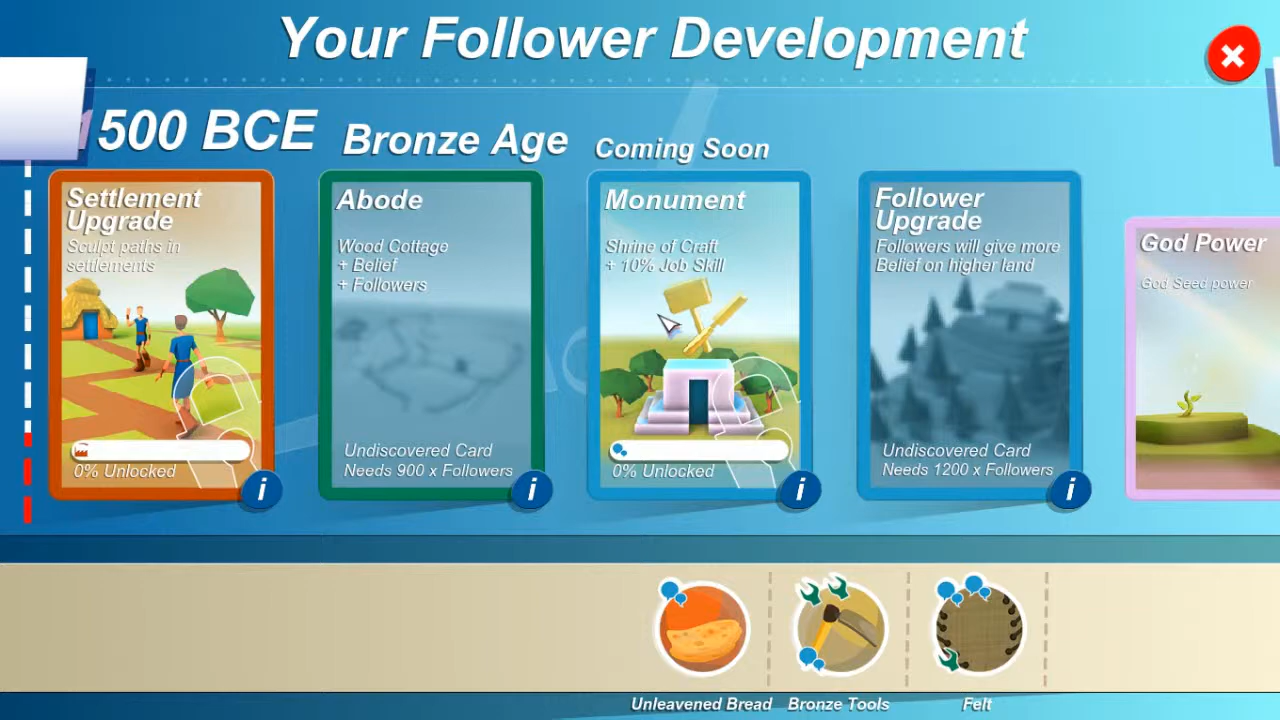 Your Follower Development
1500 BCE Bronze Age Coming Soon
Settlement
Upgrade
Sculpt paths in
settlements
0% Unlocked
i
Abode
Wood Cottage
+ Belief
+ Followers
Undiscovered Card
Needs 900 x Followers
i
Monument
Shrine of Craft
+ 10% Job Skill
0% Unlocked
i
Follower
Upgrade
Followers will give more
Belief on higher land
Undiscovered Card
Needs 1200 x Followers
i
God Power
God Seed power
Unleavened Bread
Bronze Tools
Felt